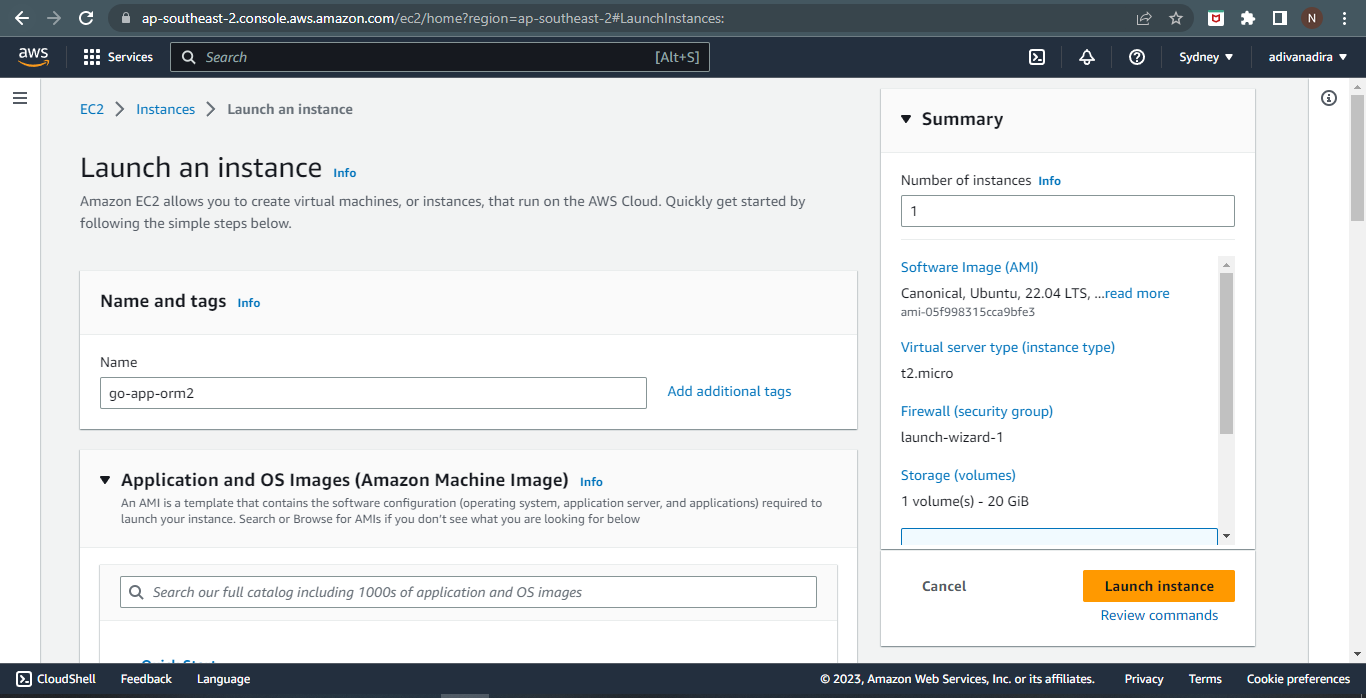 ap-southeast-2.console.aws.amazon.com/ec2/home?region=ap-southeast-2#LaunchInstances:
N
aws
Services
Search
[Alt+S]
Sydney
adivanadira
EC2
Instances
Launch an instance
Launch an instance Info
Amazon EC2 allows you to create virtual machines, or instances, that run on the AWS Cloud. Quickly get started by
following the simple steps below.
Name and tags Info
Name
go-app-orm2
Add additional tags
Application and OS Images (Amazon Machine Image) Info
An AMI is a template that contains the software configuration (operating system, application server, and applications) required to
launch your instance. Search or Browse for AMIs if you don't see what you are looking for below
Search our full catalog including 1000s of application and OS images
Quick Start
Summary
Number of instances Info
1
Software Image (AMI)
Canonical, Ubuntu, 22.04 LTS, ...read more
ami-05f998315cca9bfe3
Virtual server type (instance type)
t2.micro
Firewall (security group)
launch-wizard-1
Storage (volumes)
1 volume(s) - 20 GiB
Cancel
Launch instance
Review commands
CloudShell
Feedback
Language
© 2023, Amazon Web Services, Inc. or its affiliates.
Privacy
Terms
Cookie preferences